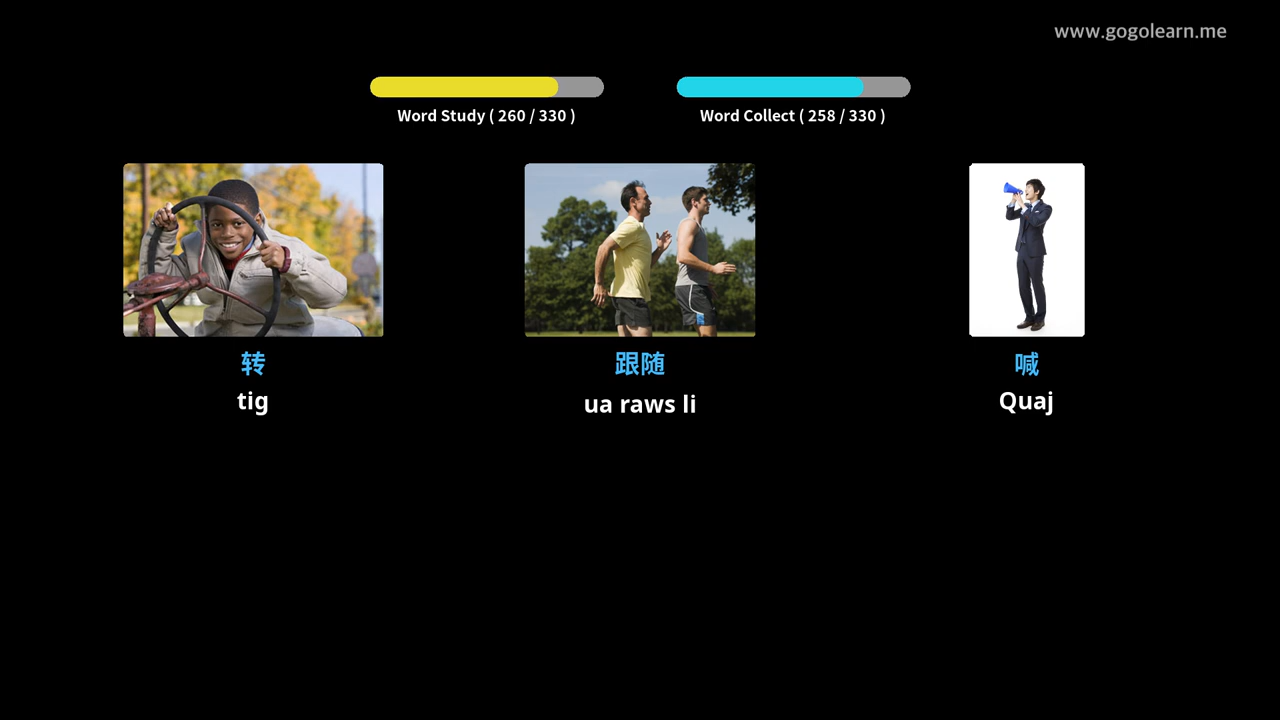 www.gogolearn.me
Word Study ( 260 / 330 )
Word Collect ( 258 / 330 )
转
tig
跟随
ua raws li
喊
Quaj